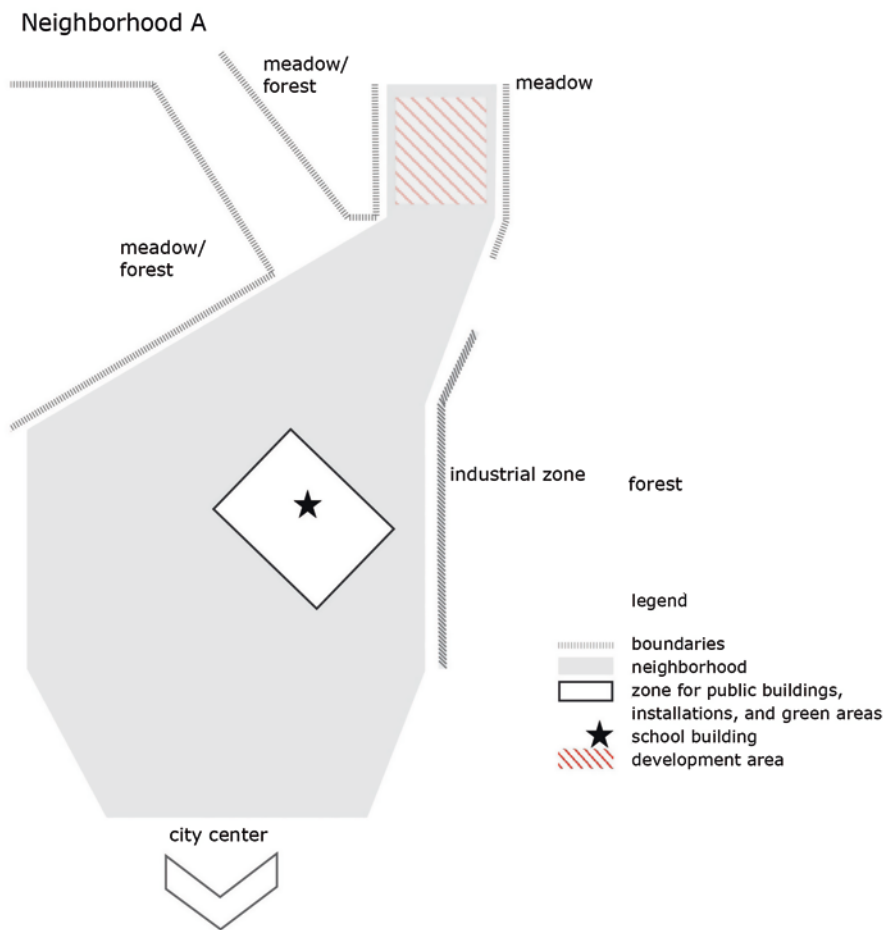 Neighborhood A
meadow/
forest
meadow
meadow/
forest
industrial zone
forest
legend
boundaries
neighborhood
zone for public buildings,
installations, and green areas
school building
development area
city center